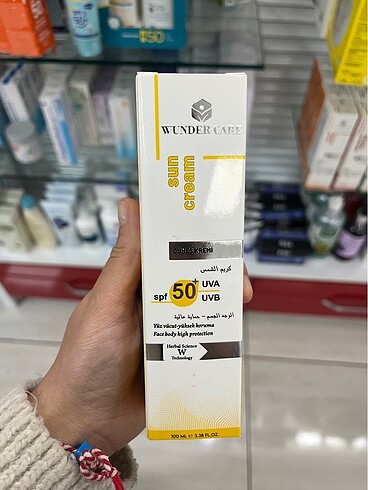 WUNDER CARE
sun
cream
GÜNEŞ KREMİ
كريم الشمس
spf 50+ UVA
UVB
الوجه الجسم - حماية عالية
Yüz vücut-yüksek koruma
Face body high protection
Herbal Science
W
Technology
100 ML ℮ 3.38 FL.OZ.